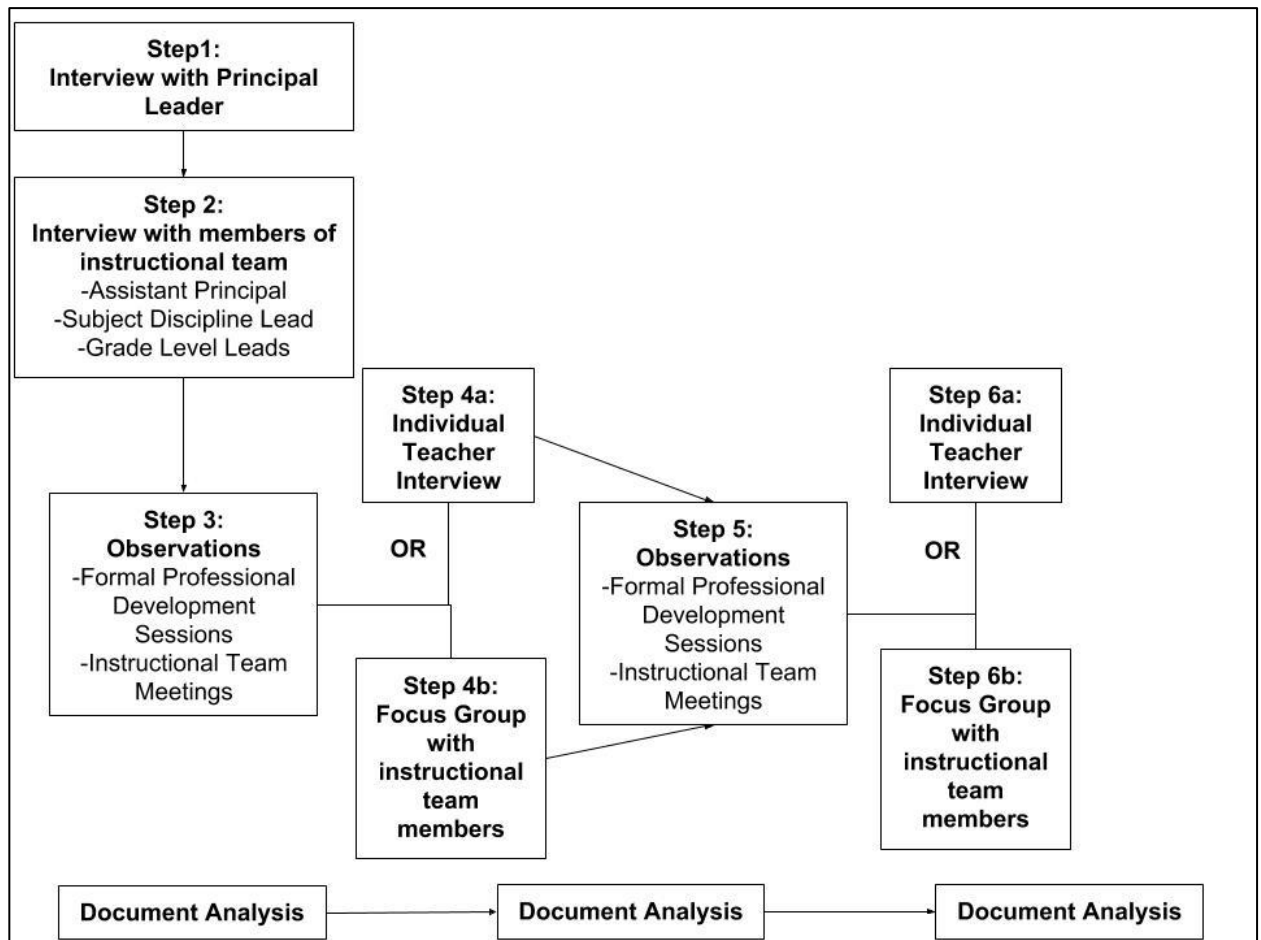 Step1:
Interview with Principal
Leader
Step 2:
Interview with members of
instructional team
-Assistant Principal
-Subject Discipline Lead
-Grade Level Leads
Step 3:
Observations
-Formal Professional
Development
Sessions
-Instructional Team
Meetings
Step 4a:
Individual
Teacher
Interview
OR
Step 4b:
Focus Group
with
instructional
team
members
Step 5:
Observations
-Formal Professional
Development
Sessions
-Instructional Team
Meetings
Step 6a:
Individual
Teacher
Interview
OR
Step 6b:
Focus Group
with
instructional
team
members
Document Analysis
Document Analysis
Document Analysis